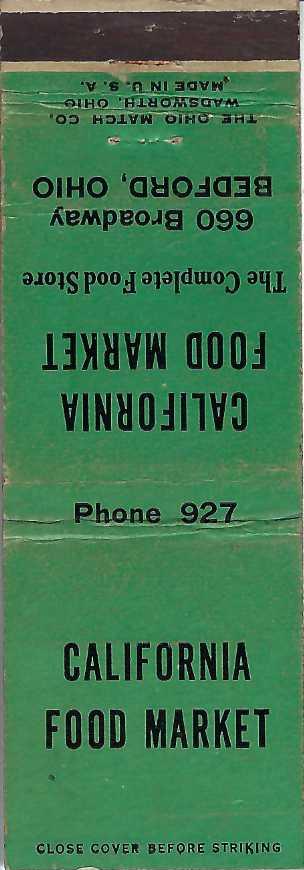 CALIFORNIA
FOOD MARKET
The Complete Food Store
660 Broadway
BEDFORD, OHIO
THE OHIO MATCH CO.
WADSWORTH, OHIO
MADE IN U. S. A.
Phone 927
CALIFORNIA
FOOD MARKET
CLOSE COVER BEFORE STRIKING